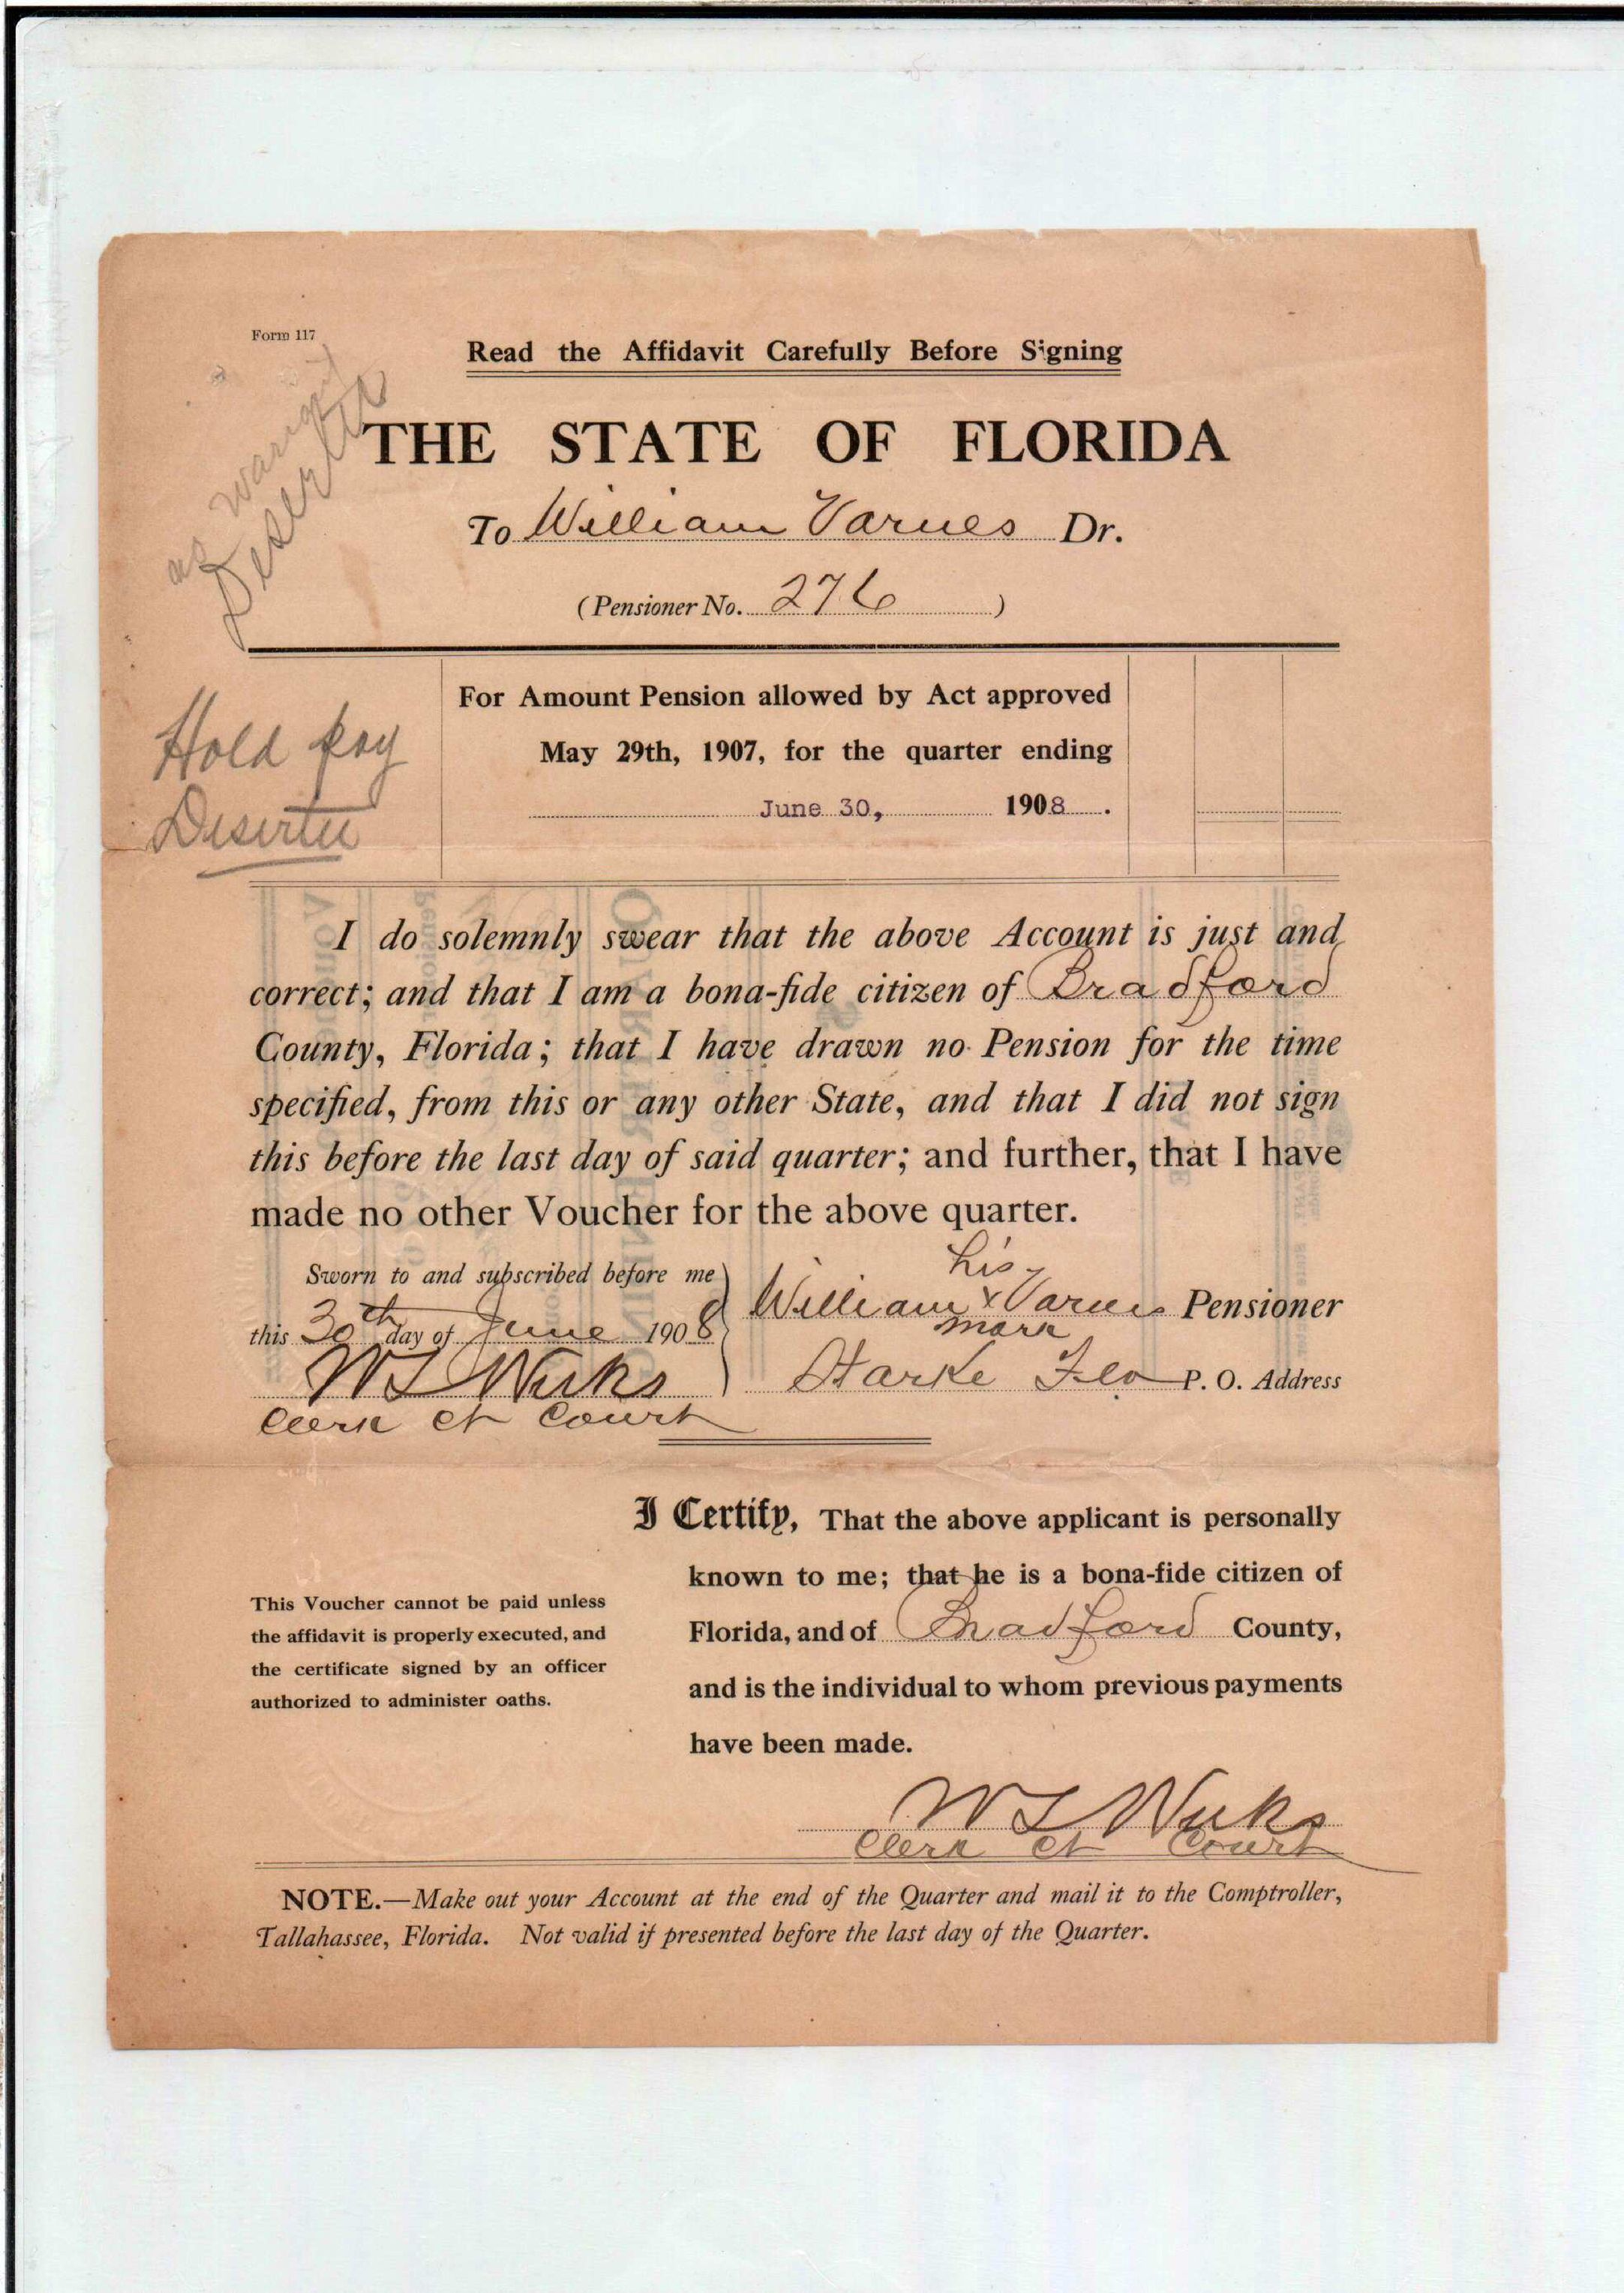 Form 117
Read the Affidavit Carefully Before Signing
THE STATE OF FLORIDA
To William Varnes Dr.
(Pensioner No. 276)
Hold pay
Desertee
For Amount Pension allowed by Act approved
May 29th, 1907, for the quarter ending
June 30, 1908.
I do solemnly swear that the above Account is just and
correct; and that I am a bona-fide citizen of Bradford
County, Florida; that I have drawn no Pension for the time
specified, from this or any other State, and that I did not sign
this before the last day of said quarter; and further, that I have
made no other Voucher for the above quarter.
Sworn to and subscribed before me
this 30th day of June 1908
W L Weeks
Clerk Ct Court
his
William x Varnes Pensioner
mark
Starke Fla P. O. Address
I Certify, That the above applicant is personally
known to me; that he is a bona-fide citizen of
Florida, and of Bradford County,
and is the individual to whom previous payments
have been made.
This Voucher cannot be paid unless
the affidavit is properly executed, and
the certificate signed by an officer
authorized to administer oaths.
W L Weeks
Clerk Ct Court
NOTE.—Make out your Account at the end of the Quarter and mail it to the Comptroller,
Tallahassee, Florida. Not valid if presented before the last day of the Quarter.